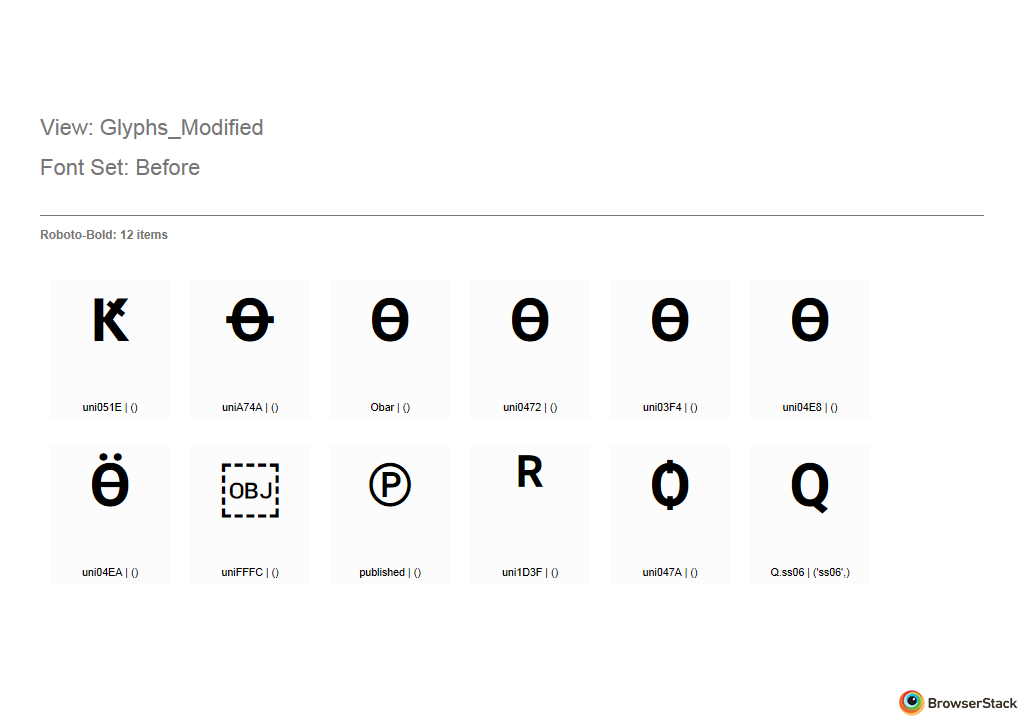 View: Glyphs_Modified
Font Set: Before
Roboto-Bold: 12 items
Ԟ Ꝋ Ɵ Ѳ ϴ Ө
uni051E | () uniA74A | () Obar | () uni0472 | () uni03F4 | () uni04E8 | ()
Ӫ OBJ ℗ ᴿ Ѻ Q
uni04EA | () uniFFFC | () published | () uni1D3F | () uni047A | () Q.ss06 | ('ss06',)
BrowserStack